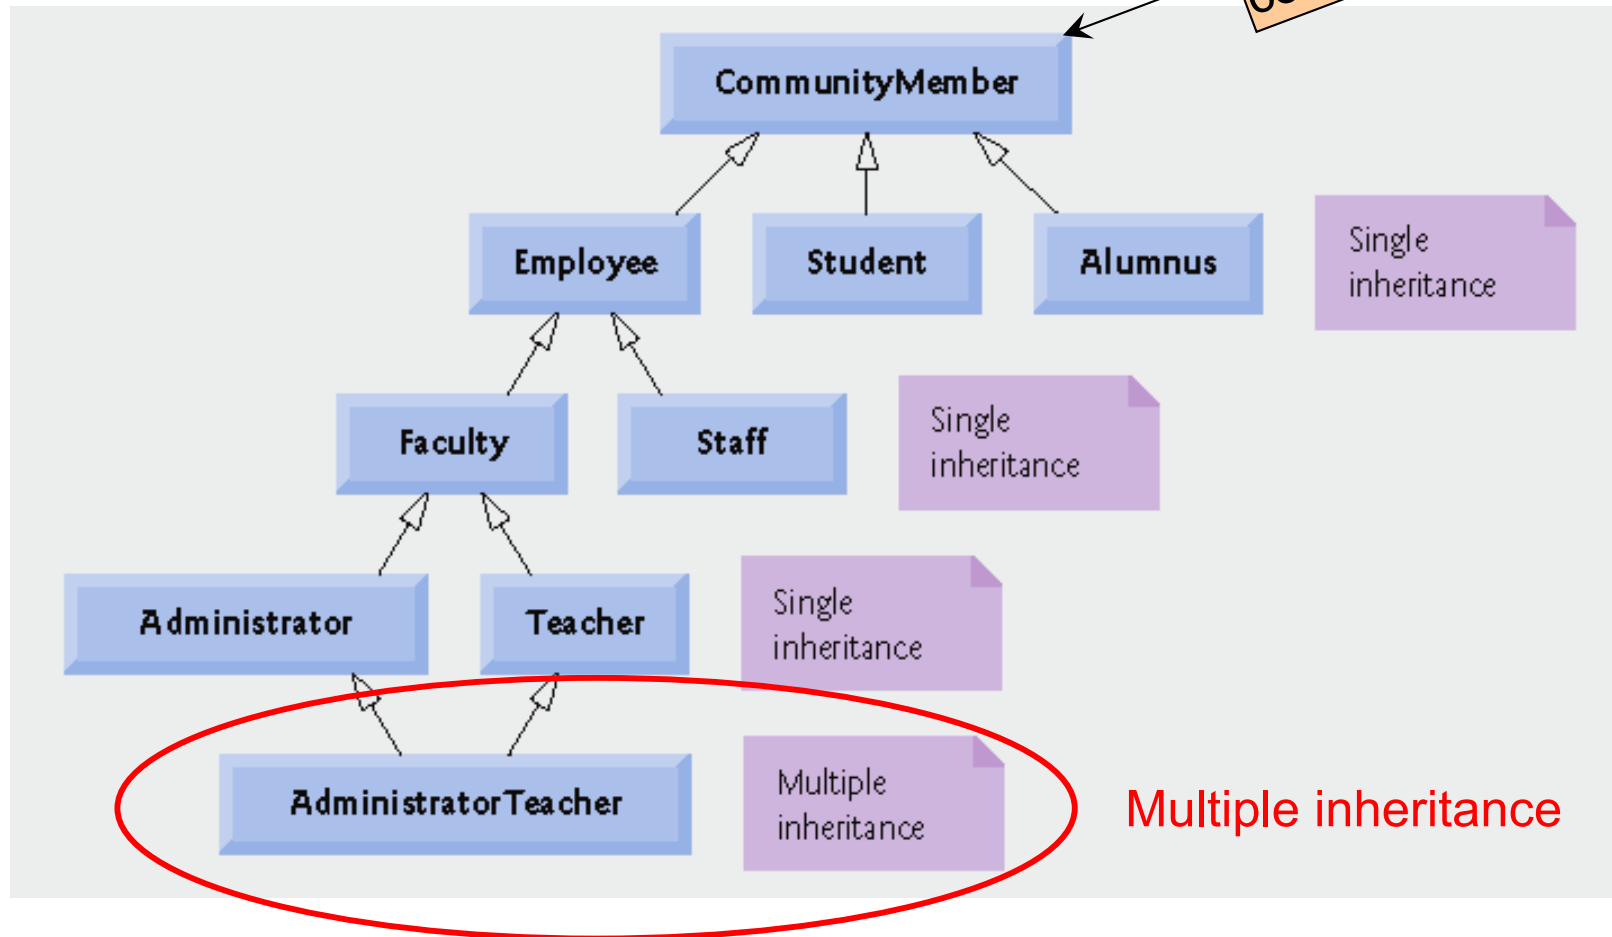 CommunityMember
Employee
Student
Alumnus
Single
inheritance
Faculty
Staff
Single
inheritance
Administrator
Teacher
Single
inheritance
AdministratorTeacher
Multiple
inheritance
Multiple inheritance